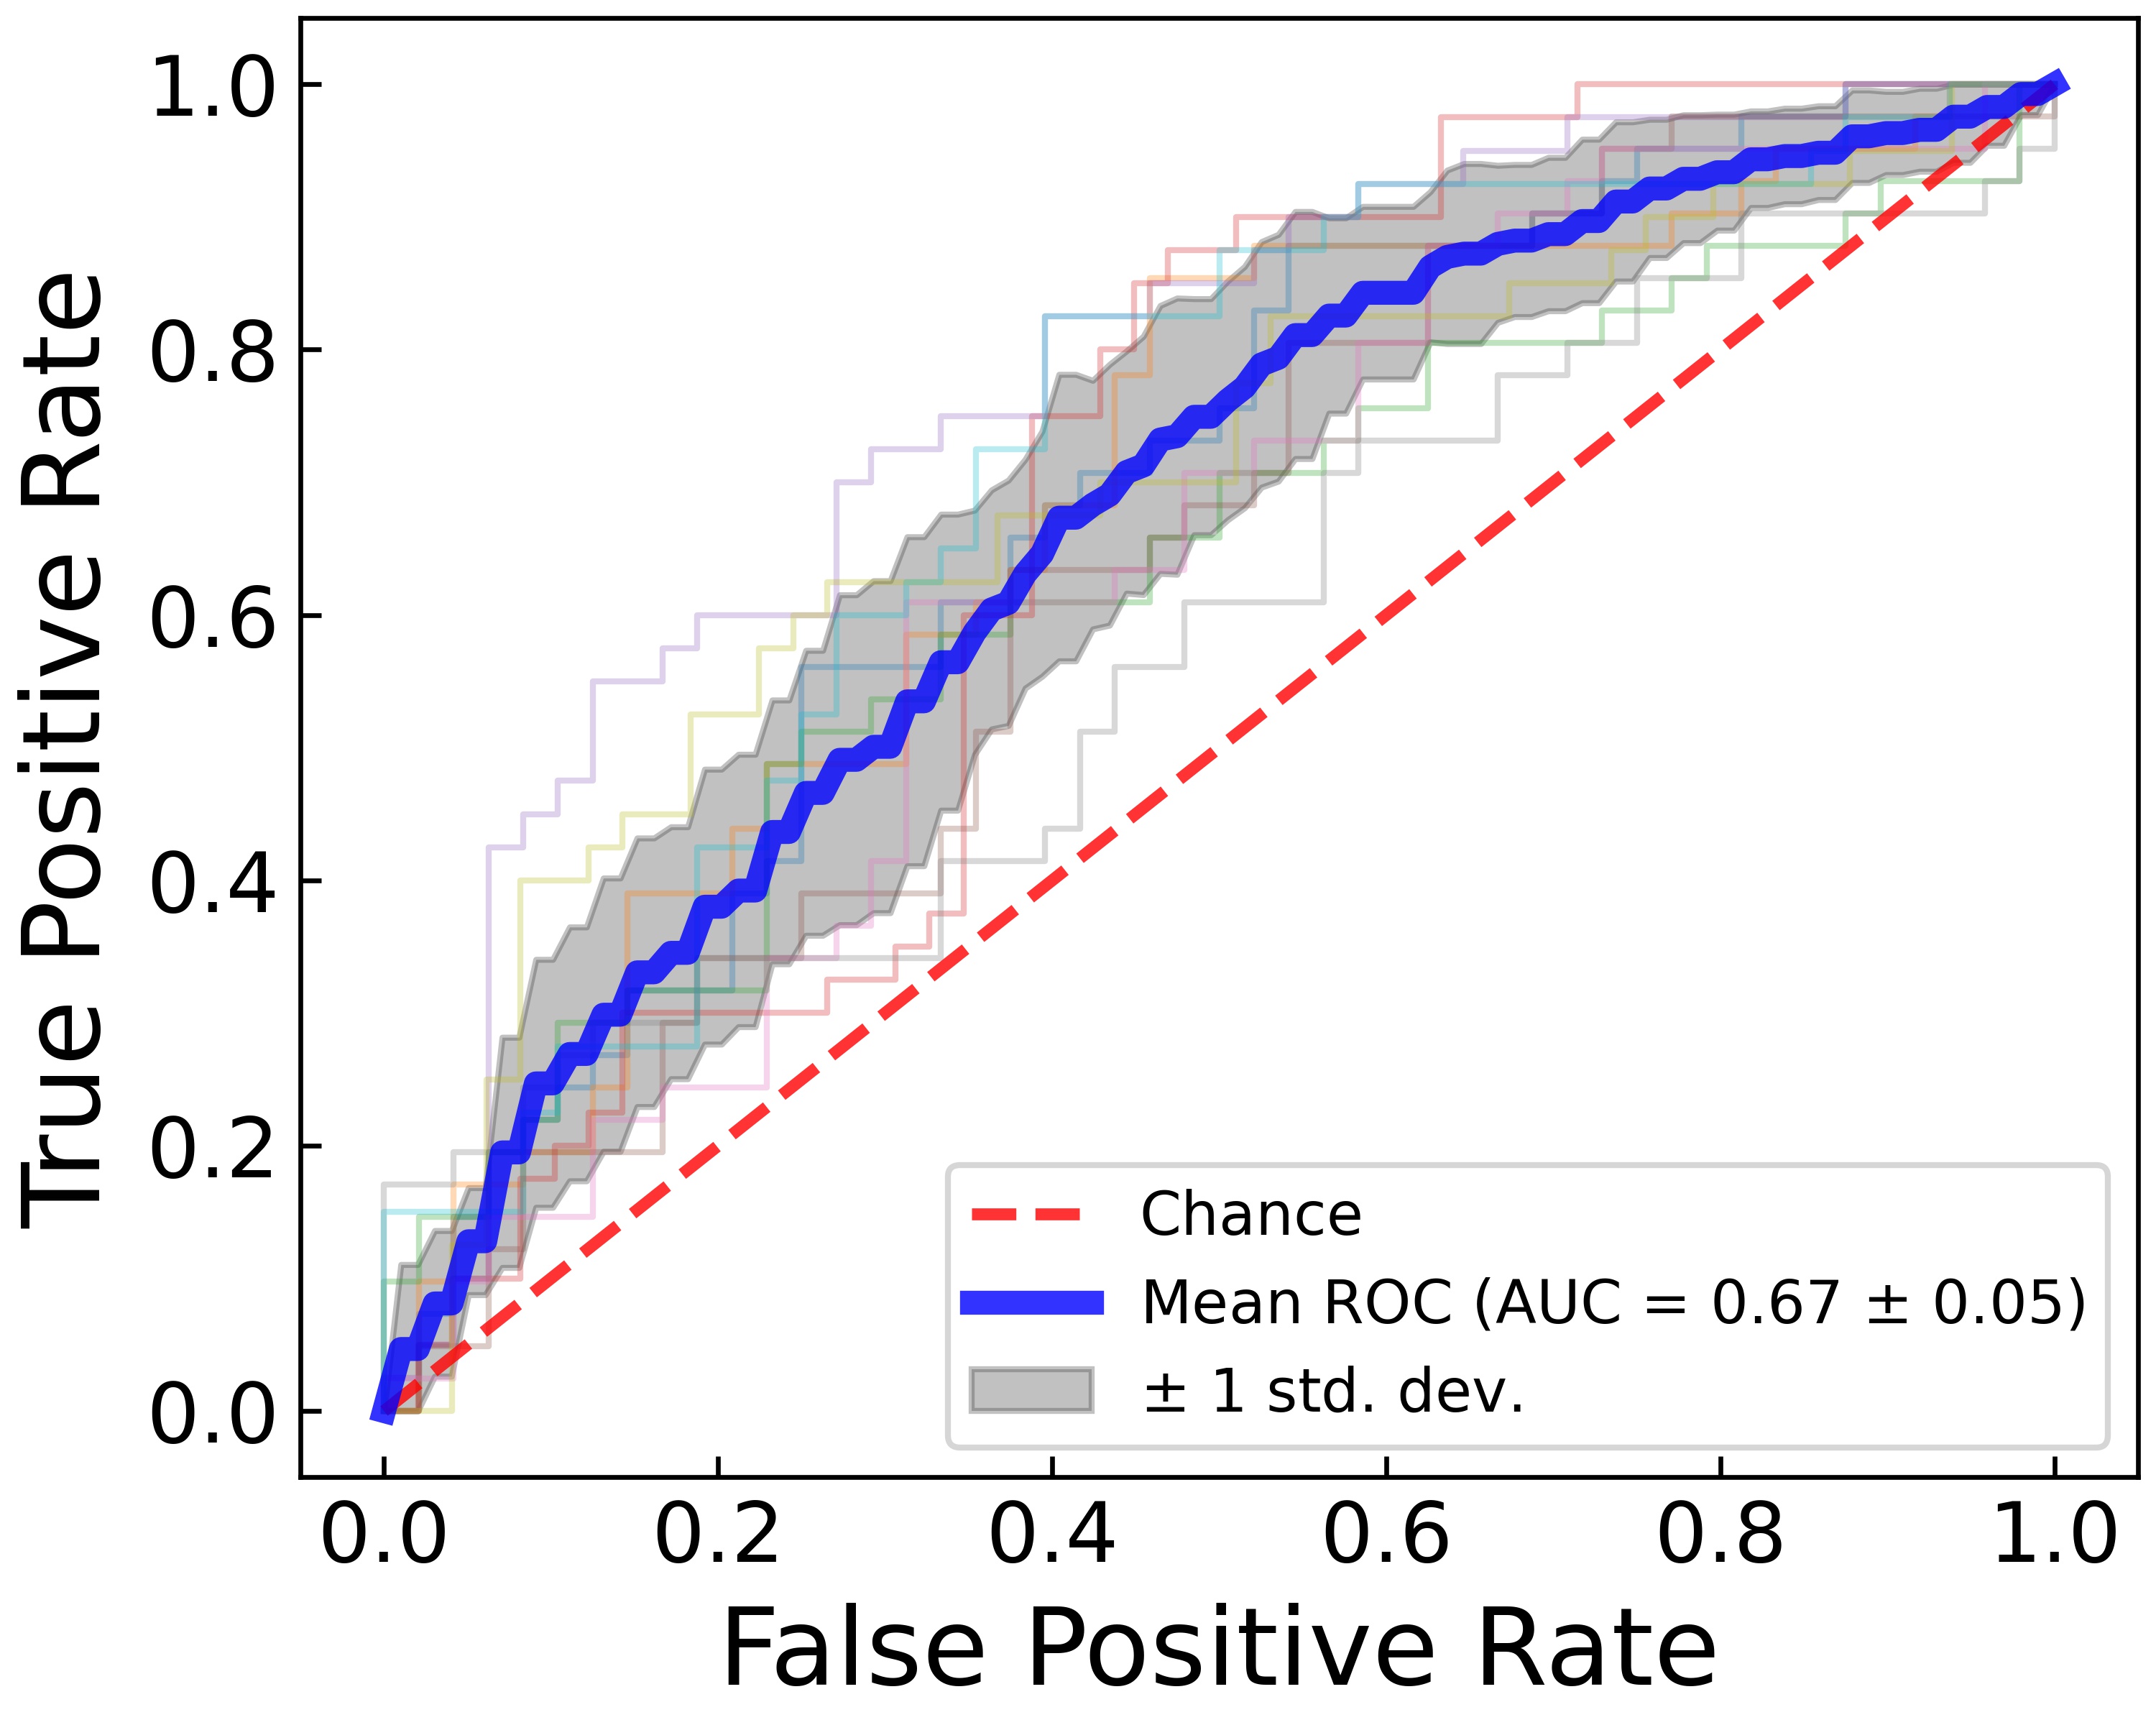 True Positive Rate
1.0
0.8
0.6
0.4
0.2
0.0
Chance
Mean ROC (AUC = 0.67 ± 0.05)
± 1 std. dev.
0.0 0.2 0.4 0.6 0.8 1.0
False Positive Rate